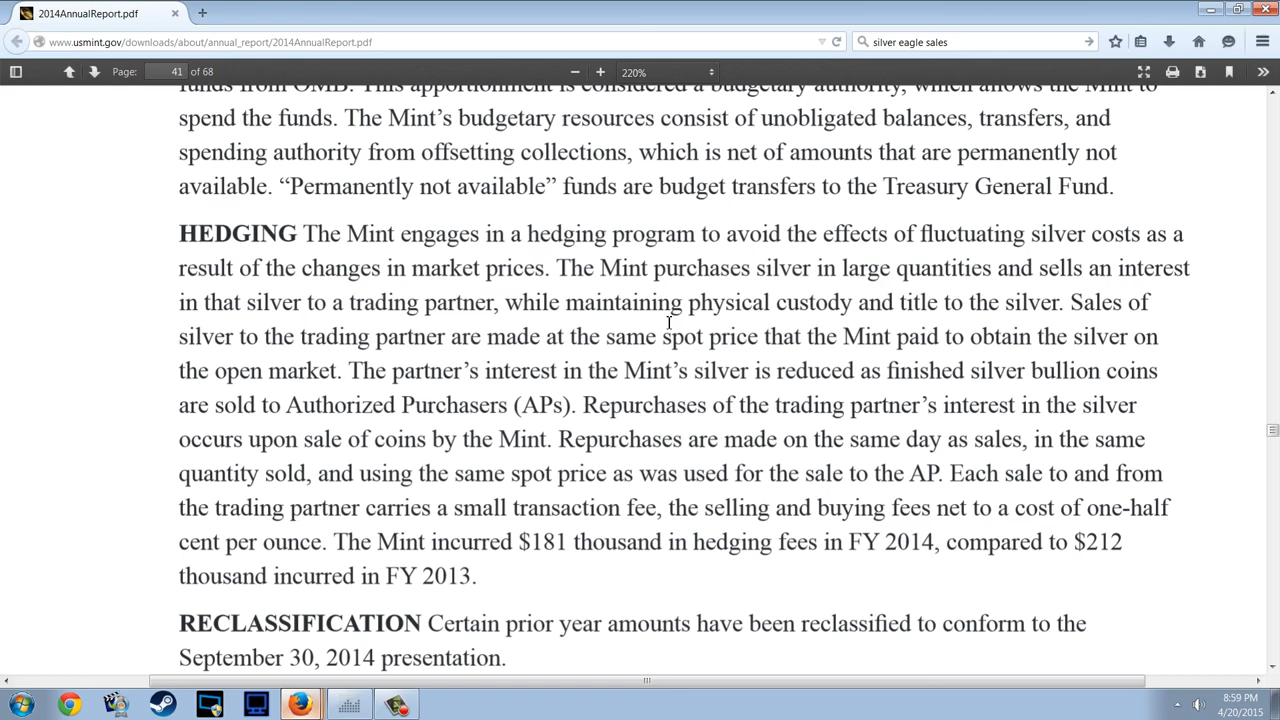 2014AnnualReport.pdf
www.usmint.gov/downloads/about/annual_report/2014AnnualReport.pdf
silver eagle sales
Page: 41 of 68
220%
funds from OMB. This apportionment is considered a budgetary authority, which allows the Mint to
spend the funds. The Mint’s budgetary resources consist of unobligated balances, transfers, and
spending authority from offsetting collections, which is net of amounts that are permanently not
available. “Permanently not available” funds are budget transfers to the Treasury General Fund.
HEDGING The Mint engages in a hedging program to avoid the effects of fluctuating silver costs as a
result of the changes in market prices. The Mint purchases silver in large quantities and sells an interest
in that silver to a trading partner, while maintaining physical custody and title to the silver. Sales of
silver to the trading partner are made at the same spot price that the Mint paid to obtain the silver on
the open market. The partner’s interest in the Mint’s silver is reduced as finished silver bullion coins
are sold to Authorized Purchasers (APs). Repurchases of the trading partner’s interest in the silver
occurs upon sale of coins by the Mint. Repurchases are made on the same day as sales, in the same
quantity sold, and using the same spot price as was used for the sale to the AP. Each sale to and from
the trading partner carries a small transaction fee, the selling and buying fees net to a cost of one-half
cent per ounce. The Mint incurred $181 thousand in hedging fees in FY 2014, compared to $212
thousand incurred in FY 2013.
RECLASSIFICATION Certain prior year amounts have been reclassified to conform to the
September 30, 2014 presentation.
8:59 PM
4/20/2015